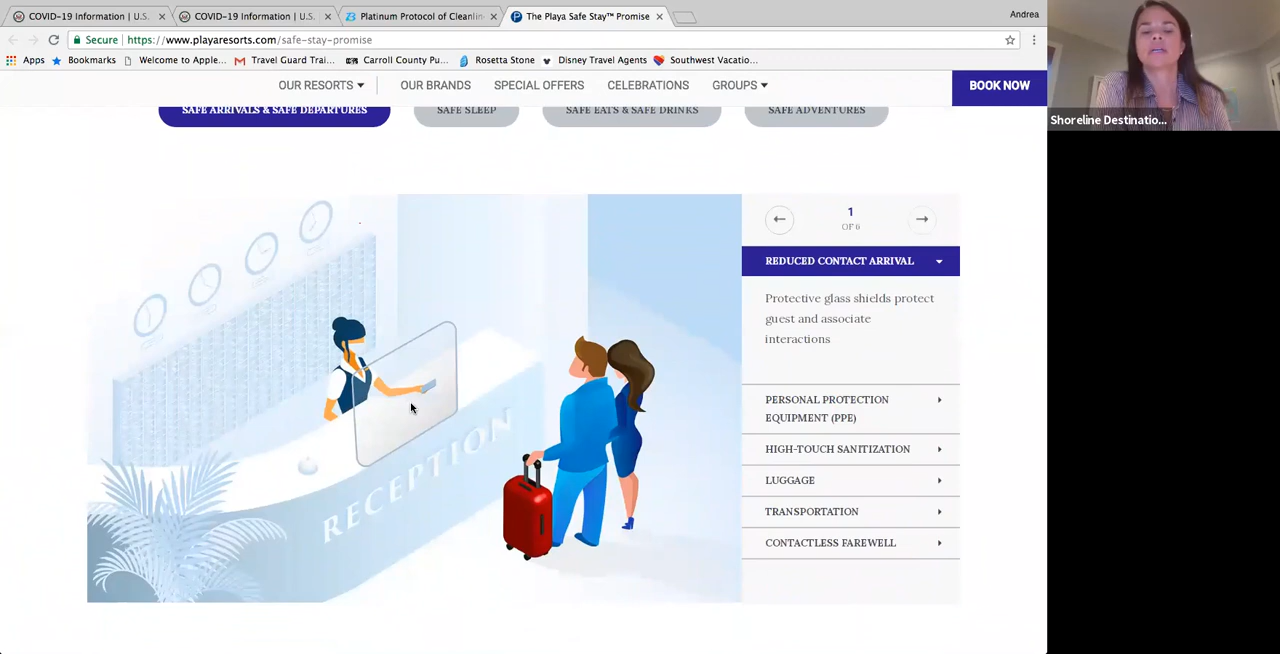 COVID-19 Information | U.S.
COVID-19 Information | U.S.
Platinum Protocol of Cleanlin
The Playa Safe Stay™ Promise
Andrea
Secure
https://www.playaresorts.com/safe-stay-promise
Apps
Bookmarks
Welcome to Apple...
Travel Guard Trai...
Carroll County Pu...
Rosetta Stone
Disney Travel Agents
Southwest Vacatio...
OUR RESORTS
OUR BRANDS
SPECIAL OFFERS
CELEBRATIONS
GROUPS
BOOK NOW
Shoreline Destinatio...
SAFE ARRIVALS & SAFE DEPARTURES
SAFE SLEEP
SAFE EATS & SAFE DRINKS
SAFE ADVENTURES
1
OF 6
REDUCED CONTACT ARRIVAL
Protective glass shields protect
guest and associate
interactions
PERSONAL PROTECTION
EQUIPMENT (PPE)
HIGH-TOUCH SANITIZATION
LUGGAGE
TRANSPORTATION
CONTACTLESS FAREWELL
RECEPTION